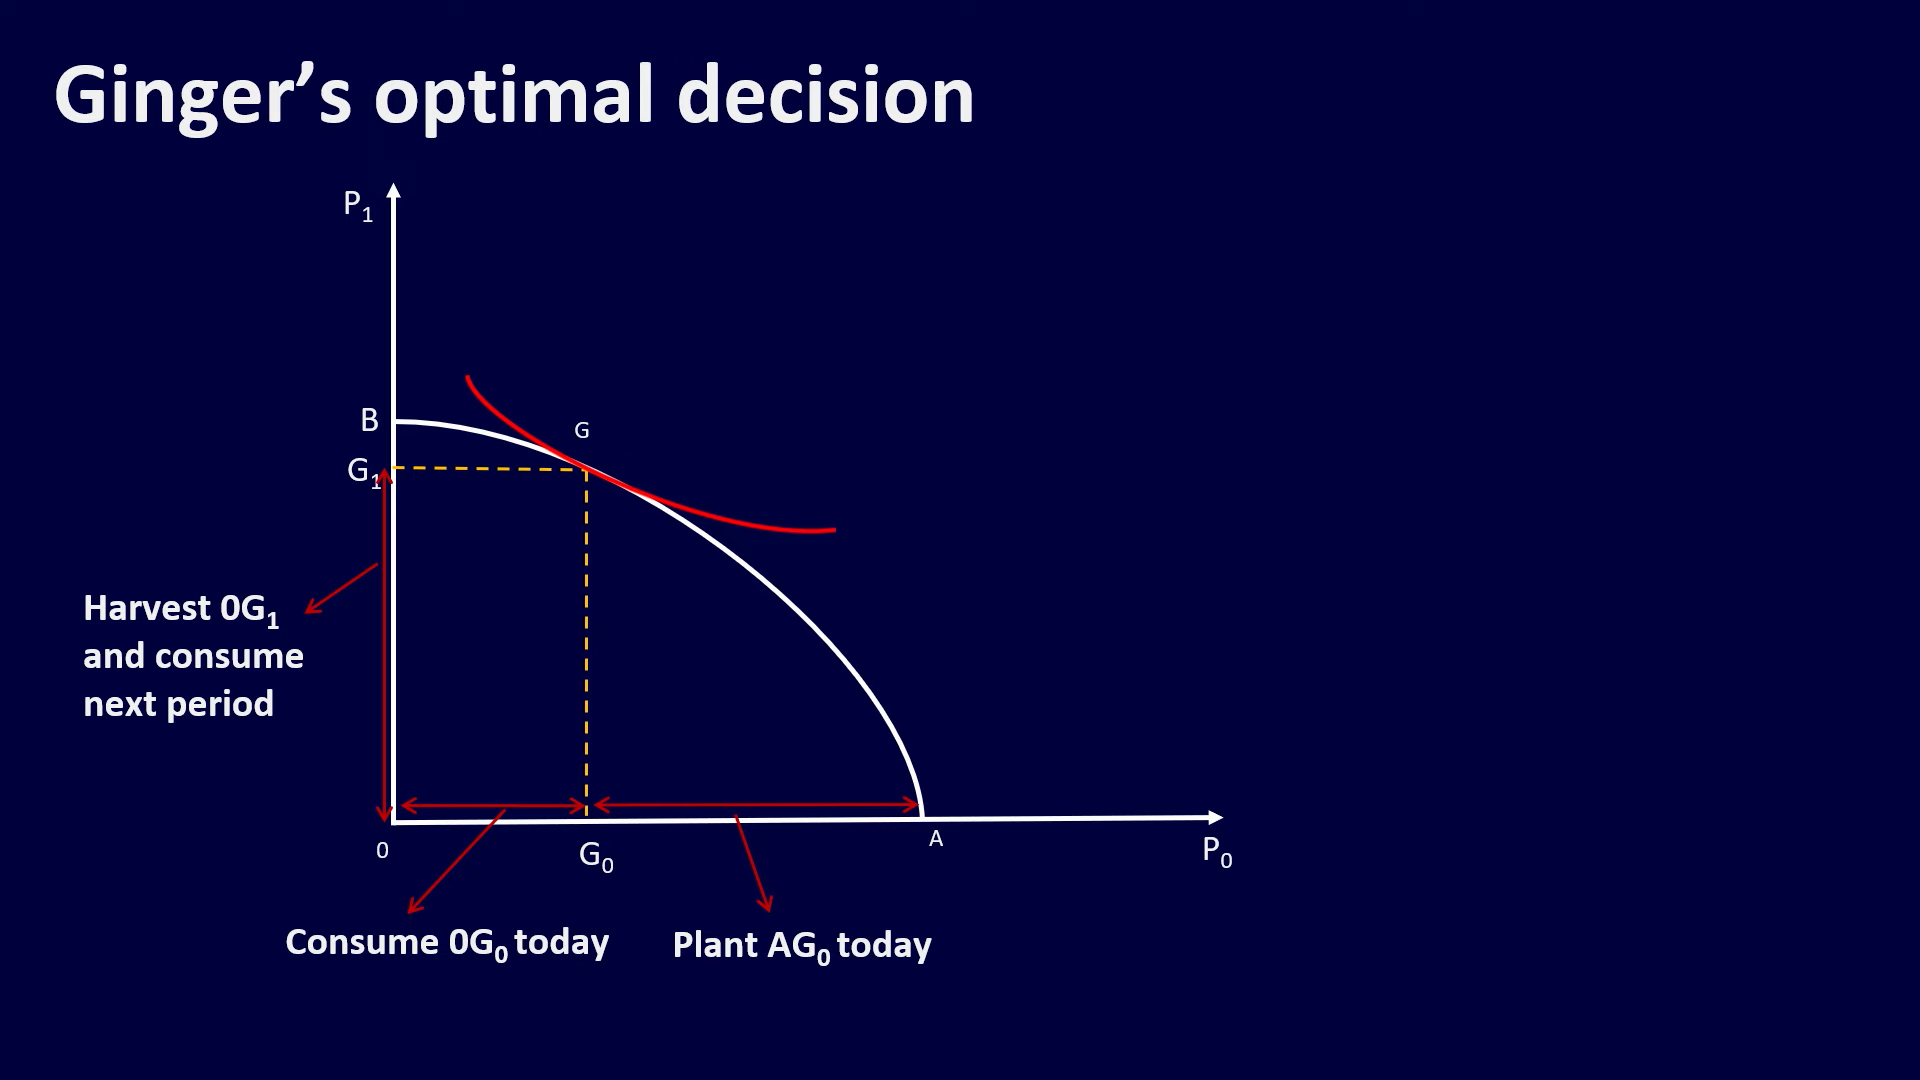 Ginger’s optimal decision
P₁
B
G
G₁
Harvest 0G₁
and consume
next period
0
G₀
A
P₀
Consume 0G₀ today
Plant AG₀ today